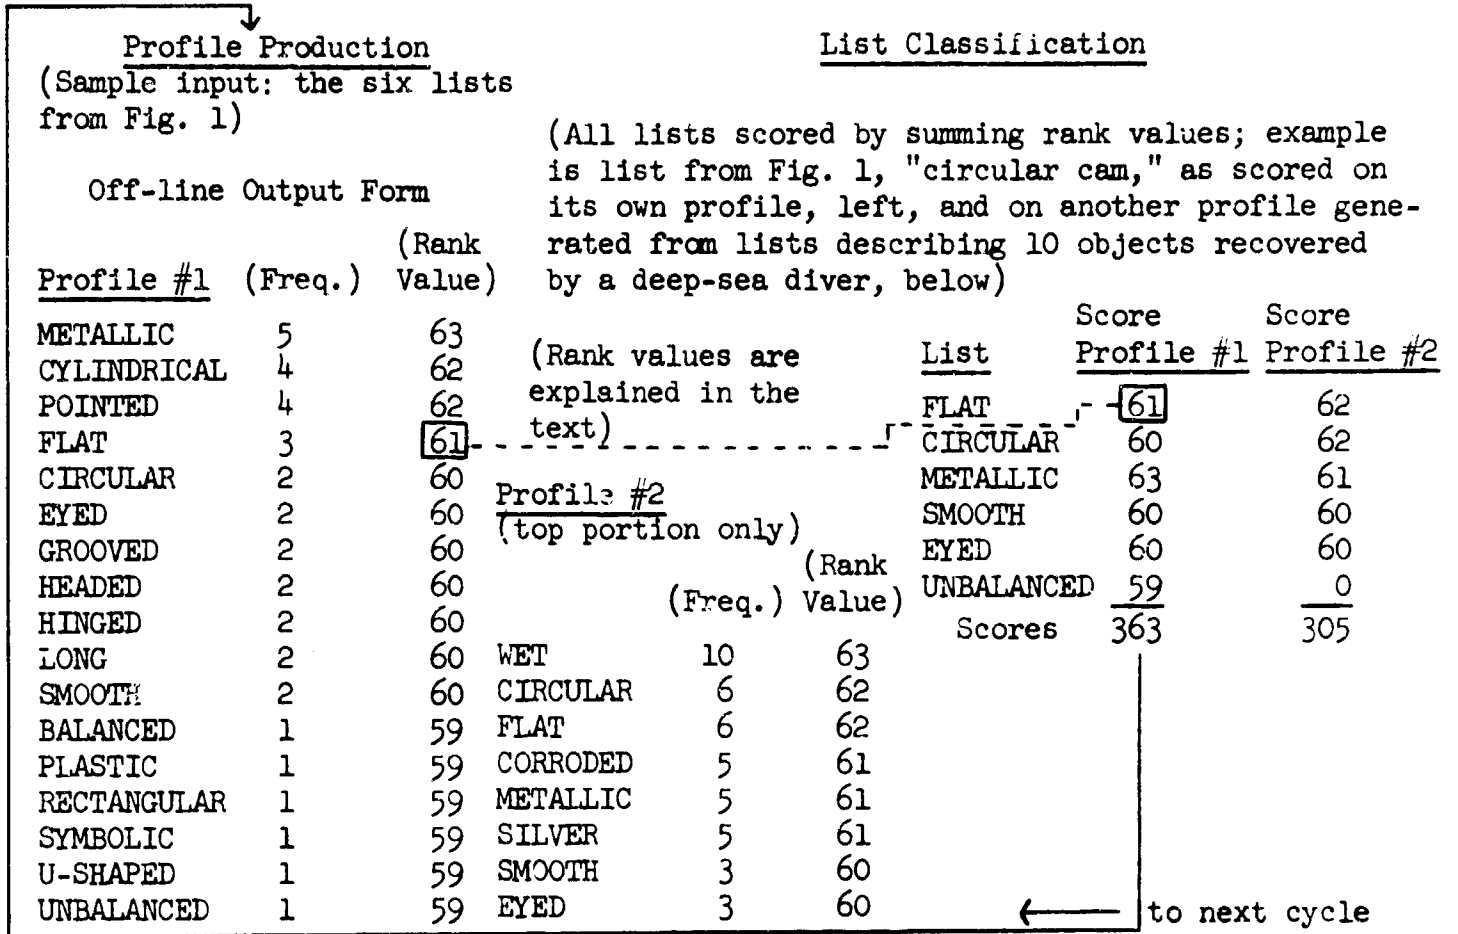 Profile Production
(Sample input: the six lists
from Fig. 1)
Off-line Output Form
Profile #1 (Freq.) (Rank
Value)
METALLIC 5 63
CYLINDRICAL 4 62
POINTED 4 62
FLAT 3 61
CIRCULAR 2 60
EYED 2 60
GROOVED 2 60
HEADED 2 60
HINGED 2 60
LONG 2 60
SMOOTH 2 60
BALANCED 1 59
PLASTIC 1 59
RECTANGULAR 1 59
SYMBOLIC 1 59
U-SHAPED 1 59
UNBALANCED 1 59
List Classification
(All lists scored by summing rank values; example
is list from Fig. 1, "circular cam," as scored on
its own profile, left, and on another profile gene-
rated from lists describing 10 objects recovered
by a deep-sea diver, below)
(Rank values are
explained in the
text)
Profile #2
(top portion only)
(Freq.) (Rank
Value)
WET 10 63
CIRCULAR 6 62
FLAT 6 62
CORRODED 5 61
METALLIC 5 61
SILVER 5 61
SMOOTH 3 60
EYED 3 60
Score Score
List Profile #1 Profile #2
FLAT 61 62
CIRCULAR 60 62
METALLIC 63 61
SMOOTH 60 60
EYED 60 60
UNBALANCED 59 0
Scores 363 305
to next cycle